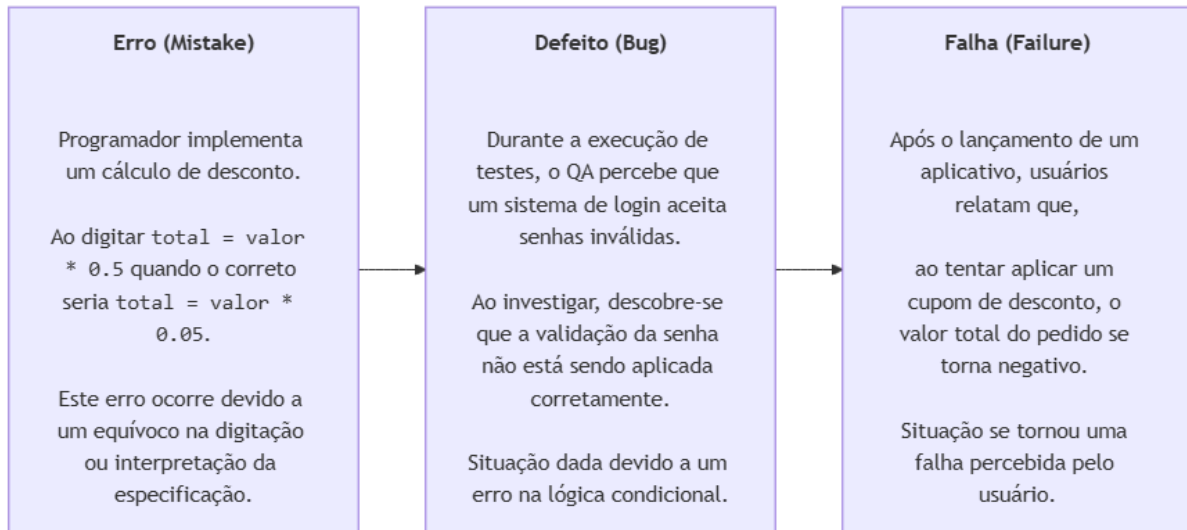 Erro (Mistake)
Programador implementa
um cálculo de desconto.
Ao digitar total = valor
* 0.5 quando o correto
seria total = valor *
0.05.
Este erro ocorre devido a
um equívoco na digitação
ou interpretação da
especificação.
Defeito (Bug)
Durante a execução de
testes, o QA percebe que
um sistema de login aceita
senhas inválidas.
Ao investigar, descobre-se
que a validação da senha
não está sendo aplicada
corretamente.
Situação dada devido a um
erro na lógica condicional.
Falha (Failure)
Após o lançamento de um
aplicativo, usuários
relatam que,
ao tentar aplicar um
cupom de desconto, o
valor total do pedido se
torna negativo.
Situação se tornou uma
falha percebida pelo
usuário.